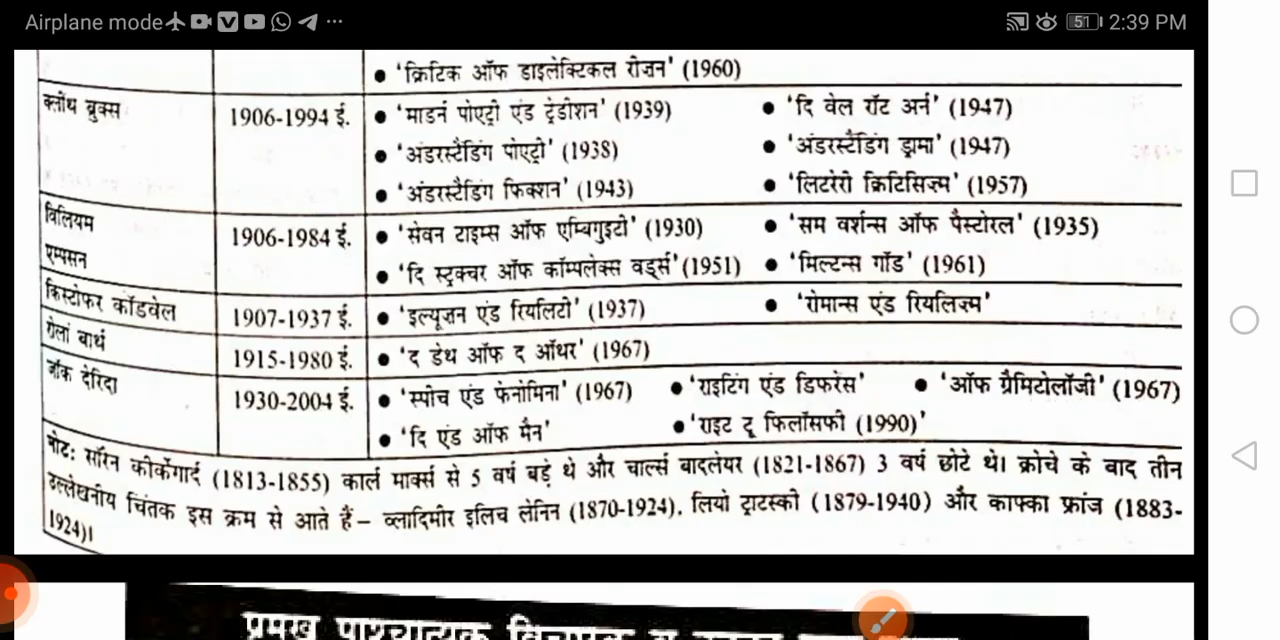 Airplane mode 51 2:39 PM
• 'क्रिटिक ऑफ डाइलेक्टिकल रीजन' (1960)
क्लींथ ब्रुक्स 1906-1994 ई. • 'माडर्न पोएट्री एंड ट्रेडीशन' (1939) • 'दि वेल रॉट अर्न' (1947)
• 'अंडरस्टैंडिंग पोएट्री' (1938) • 'अंडरस्टैंडिंग ड्रामा' (1947)
• 'अंडरस्टैंडिंग फिक्शन' (1943) • 'लिटरेरी क्रिटिसिज़्म' (1957)
विलियम एम्पसन 1906-1984 ई. • 'सेवन टाइम्स ऑफ एम्बिगुइटी' (1930) • 'सम वर्शन्स ऑफ पैस्टोरल' (1935)
• 'दि स्ट्रक्चर ऑफ कॉम्पलेक्स वर्ड्स' (1951) • 'मिल्टन्स गॉड' (1961)
क्रिस्टोफर कॉडवेल 1907-1937 ई. • 'इल्यूज़न एंड रियलिटी' (1937) • 'रोमान्स एंड रियलिज़्म'
रोलां बार्थ 1915-1980 ई. • 'द डेथ ऑफ द ऑथर' (1967)
जॉक देरिदा 1930-2004 ई. • 'स्पीच एंड फेनोमिना' (1967) • 'राइटिंग एंड डिफरेंस' • 'ऑफ ग्रैमिटोलॉजी' (1967)
• 'दि एंड ऑफ मैन' • 'राइट टू फिलॉसफी (1990)'
नोट: सॉरेन कीर्केगार्द (1813-1855) कार्ल मार्क्स से 5 वर्ष बड़े थे और चार्ल्स बादलेयर (1821-1867) 3 वर्ष छोटे थे। क्रोचे के बाद तीन
उल्लेखनीय चिंतक इस क्रम से आते हैं– व्लादिमीर इलिच लेनिन (1870-1924), लियो ट्राटस्की (1879-1940) और काफ्का फ्रांज (1883-
1924)।
प्रमुख पाश्चात्यक